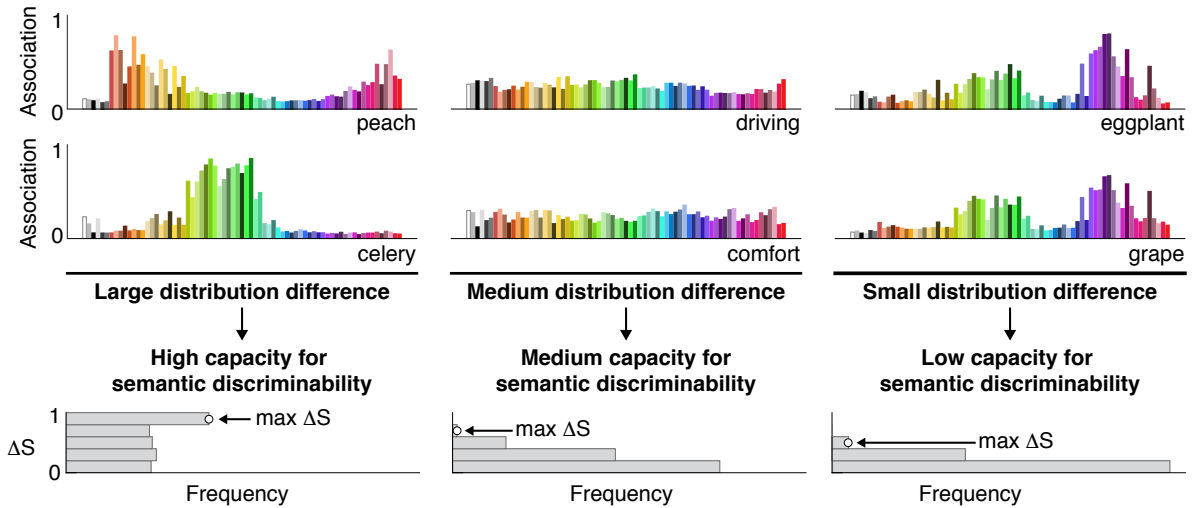 1
Association
0
peach
driving
eggplant
1
Association
0
celery
comfort
grape
Large distribution difference
Medium distribution difference
Small distribution difference
High capacity for
semantic discriminability
Medium capacity for
semantic discriminability
Low capacity for
semantic discriminability
1
ΔS
0
max ΔS
max ΔS
max ΔS
Frequency
Frequency
Frequency